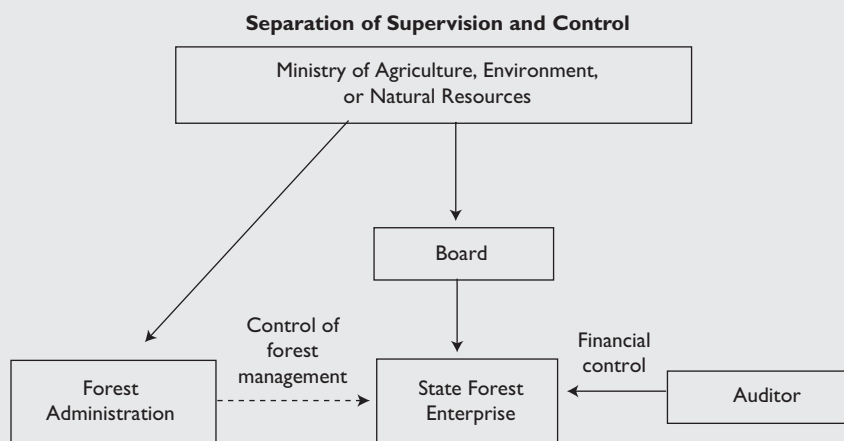 Separation of Supervision and Control
Ministry of Agriculture, Environment,
or Natural Resources
Board
Control of
forest
management
Financial
control
Forest
Administration
State Forest
Enterprise
Auditor